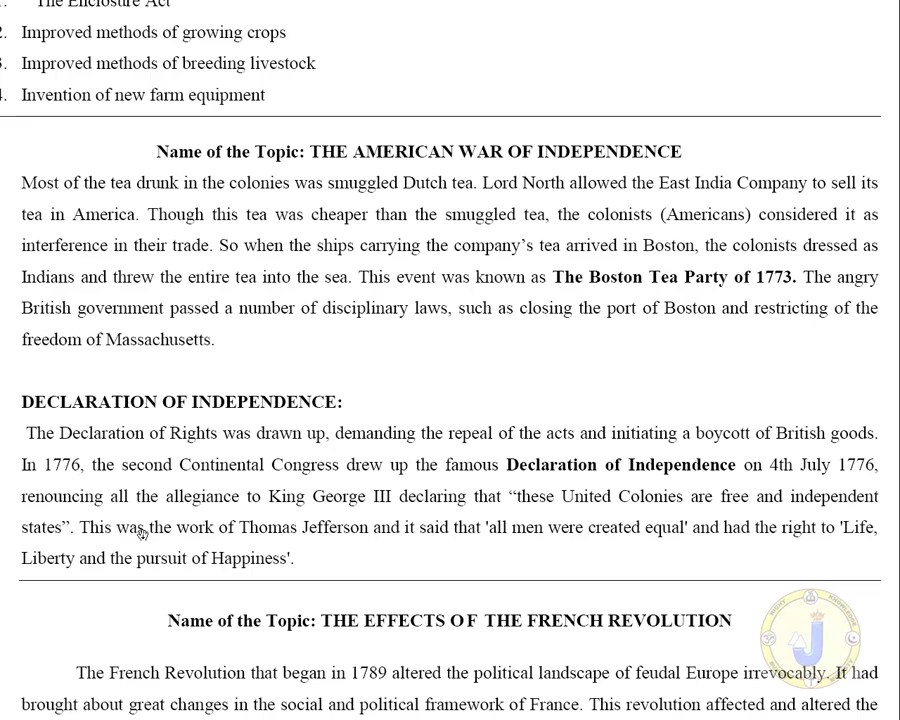 1. The Enclosure Act
2. Improved methods of growing crops
3. Improved methods of breeding livestock
4. Invention of new farm equipment
Name of the Topic: THE AMERICAN WAR OF INDEPENDENCE
Most of the tea drunk in the colonies was smuggled Dutch tea. Lord North allowed the East India Company to sell its
tea in America. Though this tea was cheaper than the smuggled tea, the colonists (Americans) considered it as
interference in their trade. So when the ships carrying the company's tea arrived in Boston, the colonists dressed as
Indians and threw the entire tea into the sea. This event was known as The Boston Tea Party of 1773. The angry
British government passed a number of disciplinary laws, such as closing the port of Boston and restricting of the
freedom of Massachusetts.
DECLARATION OF INDEPENDENCE:
The Declaration of Rights was drawn up, demanding the repeal of the acts and initiating a boycott of British goods.
In 1776, the second Continental Congress drew up the famous Declaration of Independence on 4th July 1776,
renouncing all the allegiance to King George III declaring that “these United Colonies are free and independent
states”. This was the work of Thomas Jefferson and it said that 'all men were created equal' and had the right to 'Life,
Liberty and the pursuit of Happiness'.
Name of the Topic: THE EFFECTS OF THE FRENCH REVOLUTION
The French Revolution that began in 1789 altered the political landscape of feudal Europe irrevocably. It had
brought about great changes in the social and political framework of France. This revolution affected and altered the